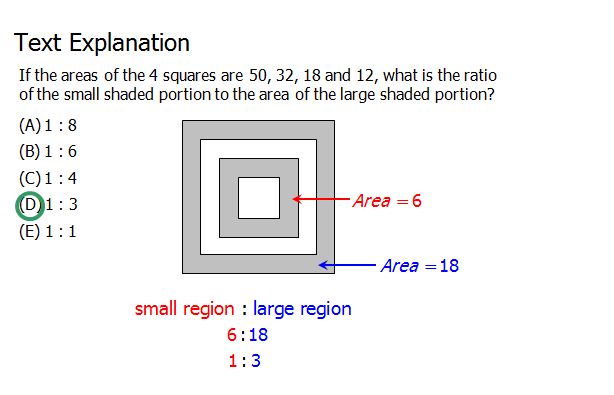 Text Explanation
If the areas of the 4 squares are 50, 32, 18 and 12, what is the ratio
of the small shaded portion to the area of the large shaded portion?
(A) 1 : 8
(B) 1 : 6
(C) 1 : 4
(D) 1 : 3
(E) 1 : 1
Area = 6
Area = 18
small region : large region
6 : 18
1 : 3